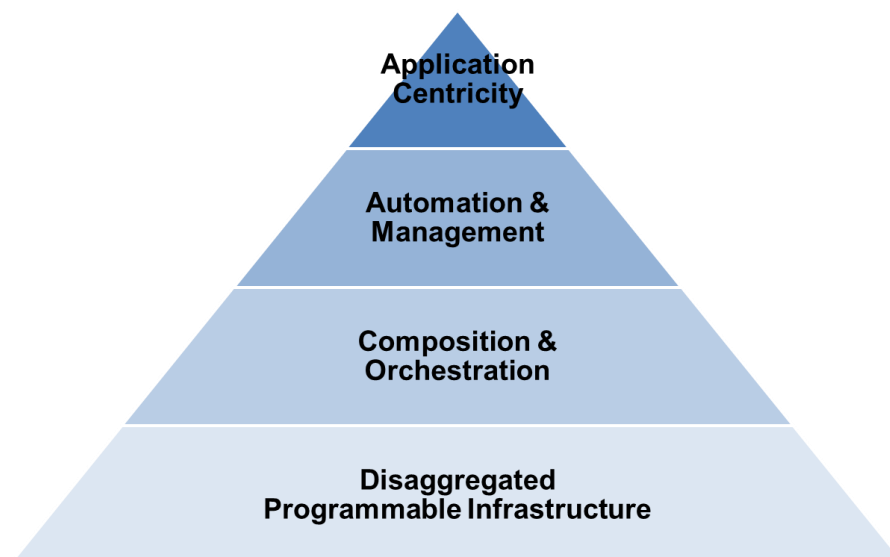 Application
Centricity
Automation &
Management
Composition &
Orchestration
Disaggregated
Programmable Infrastructure